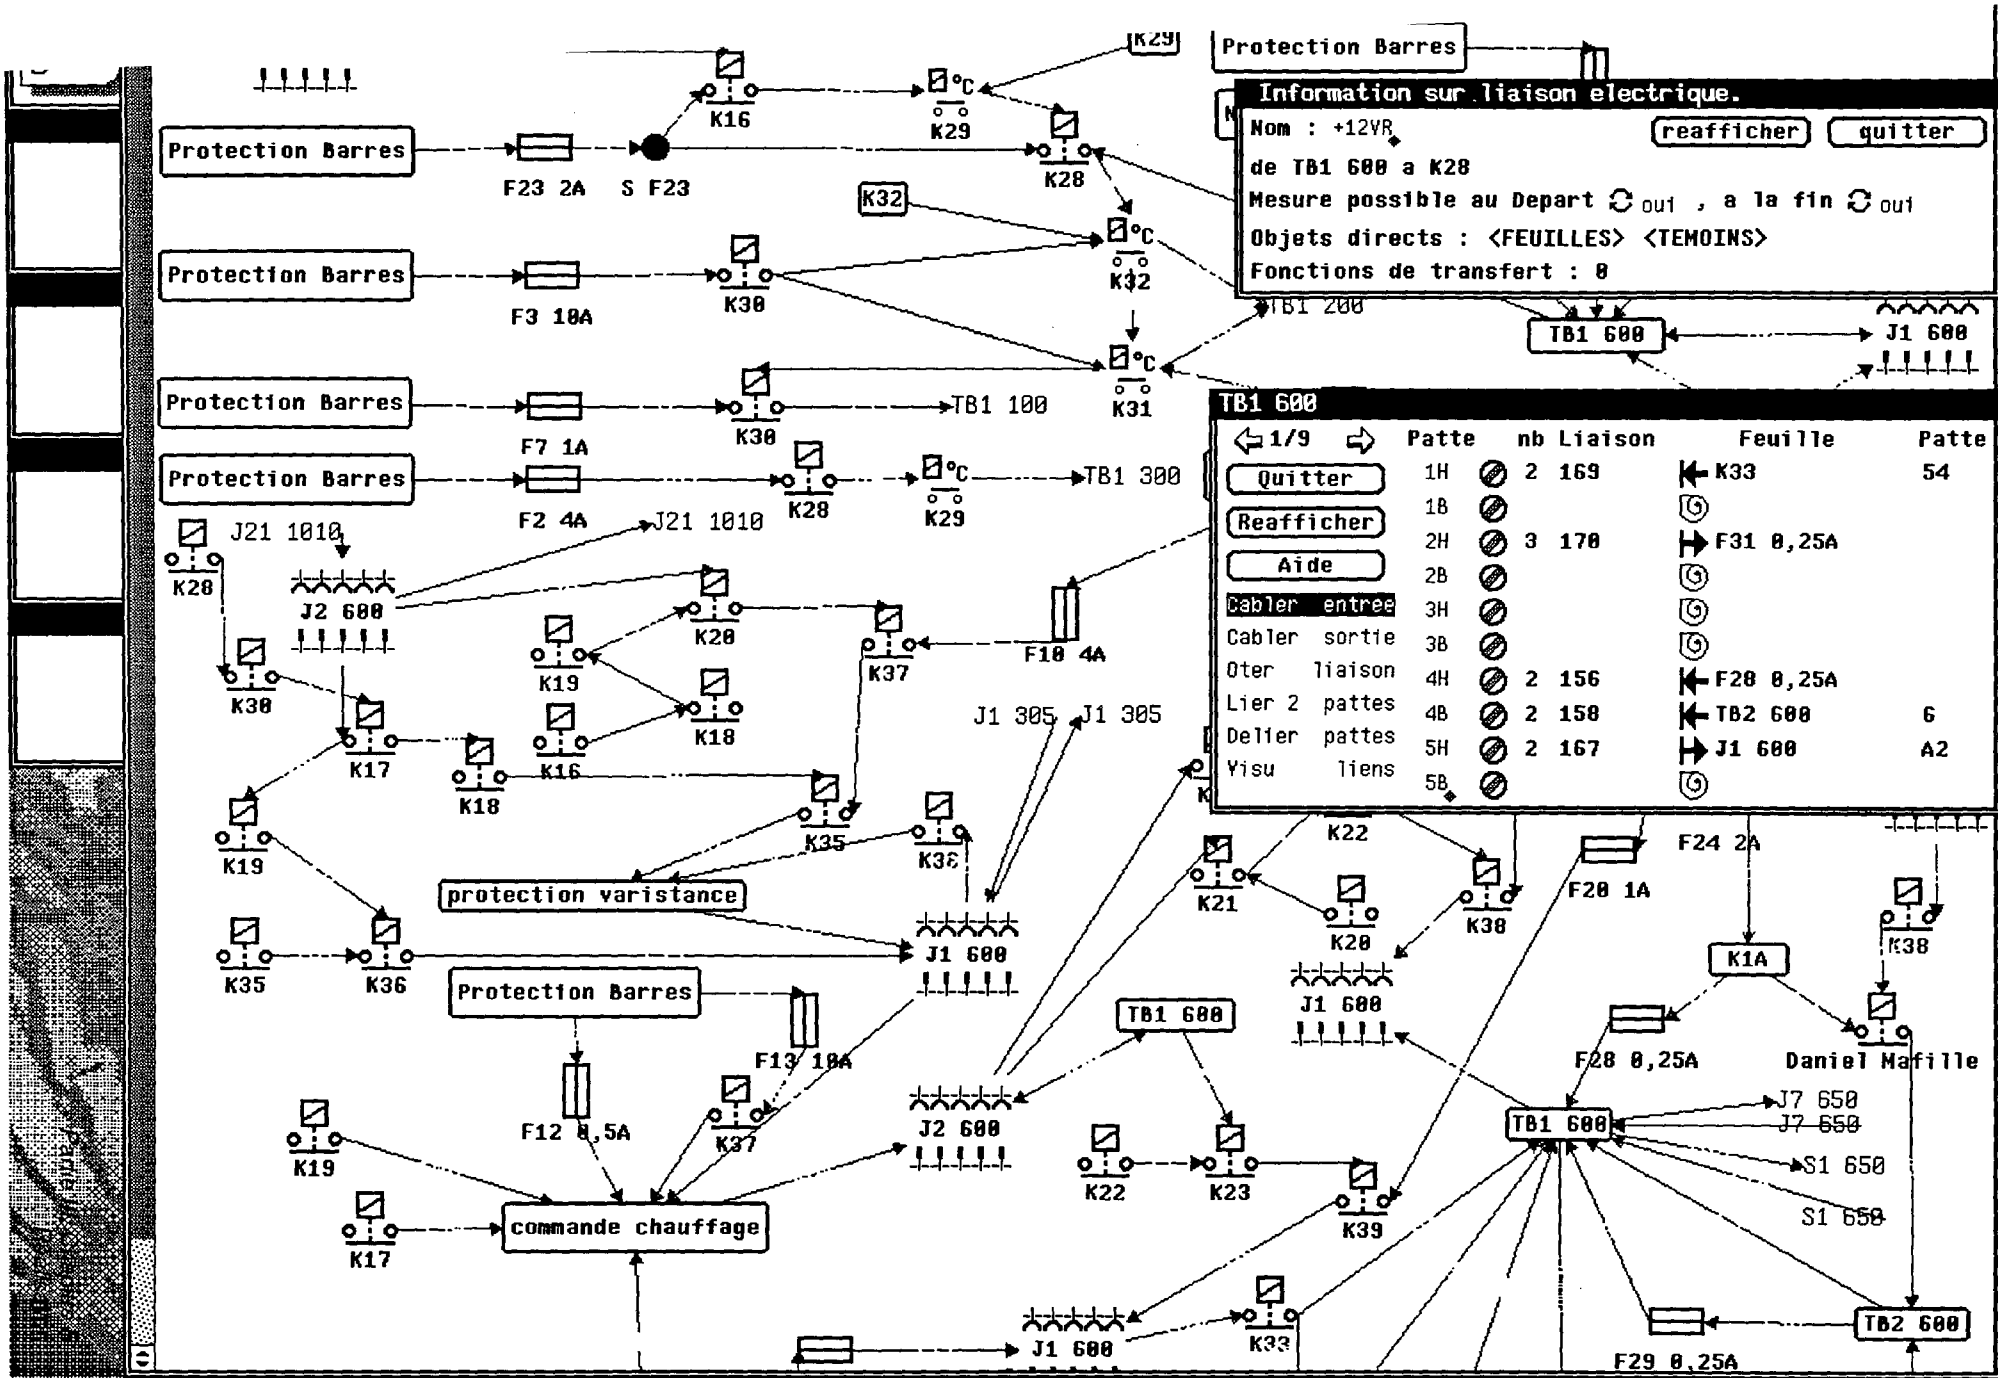 K29
Protection Barres
K16
K29
K28
Protection Barres
F23 2A
S F23
K32
K32
Protection Barres
F3 10A
K30
TB1 200
K31
Protection Barres
F7 1A
K30
TB1 100
Protection Barres
F2 4A
K28
K29
TB1 300
Information sur liaison electrique.
Nom : +12VR
reafficher
quitter
de TB1 600 a K28
Mesure possible au Depart oui , a la fin oui
Objets directs : <FEUILLES> <TEMOINS>
Fonctions de transfert : 0
TB1 600
J1 600
TB1 600
1/9 Patte nb Liaison Feuille Patte
Quitter
Reafficher
Aide
Cabler entree
Cabler sortie
Oter liaison
Lier 2 pattes
Delier pattes
Visu liens
1H 2 169 K33 54
1B
2H 3 170 F31 0,25A
2B
3H
3B
4H 2 156 F28 0,25A
4B 2 158 TB2 600 6
5H 2 167 J1 600 A2
5B
K28
J21 1010
J21 1010
J2 600
K20
K19
K37
F10 4A
K30
K18
K17
K16
J1 305
J1 305
K18
K35
K38
K19
protection varistance
K35
K36
J1 600
Protection Barres
F13 10A
F12 0,5A
K37
K19
K17
commande chauffage
J2 600
TB1 600
K22
K23
K39
K22
K21
K20
K38
J1 600
F20 1A
F24 2A
K1A
K38
F28 0,25A
Daniel Mafille
TB1 600
J7 650
J7 650
S1 650
S1 650
J1 600
K33
F29 0,25A
TB2 600